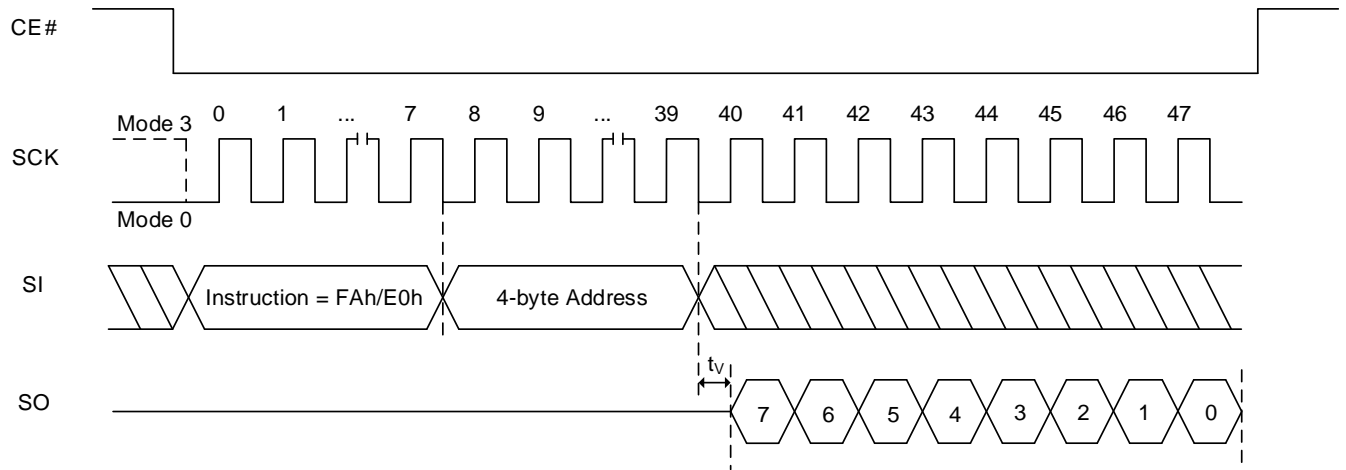 CE#
0 1 ... 7 8 9 ... 39 40 41 42 43 44 45 46 47
Mode 3
SCK
Mode 0
SI
Instruction = FAh/E0h 4-byte Address
tV
SO
7 6 5 4 3 2 1 0